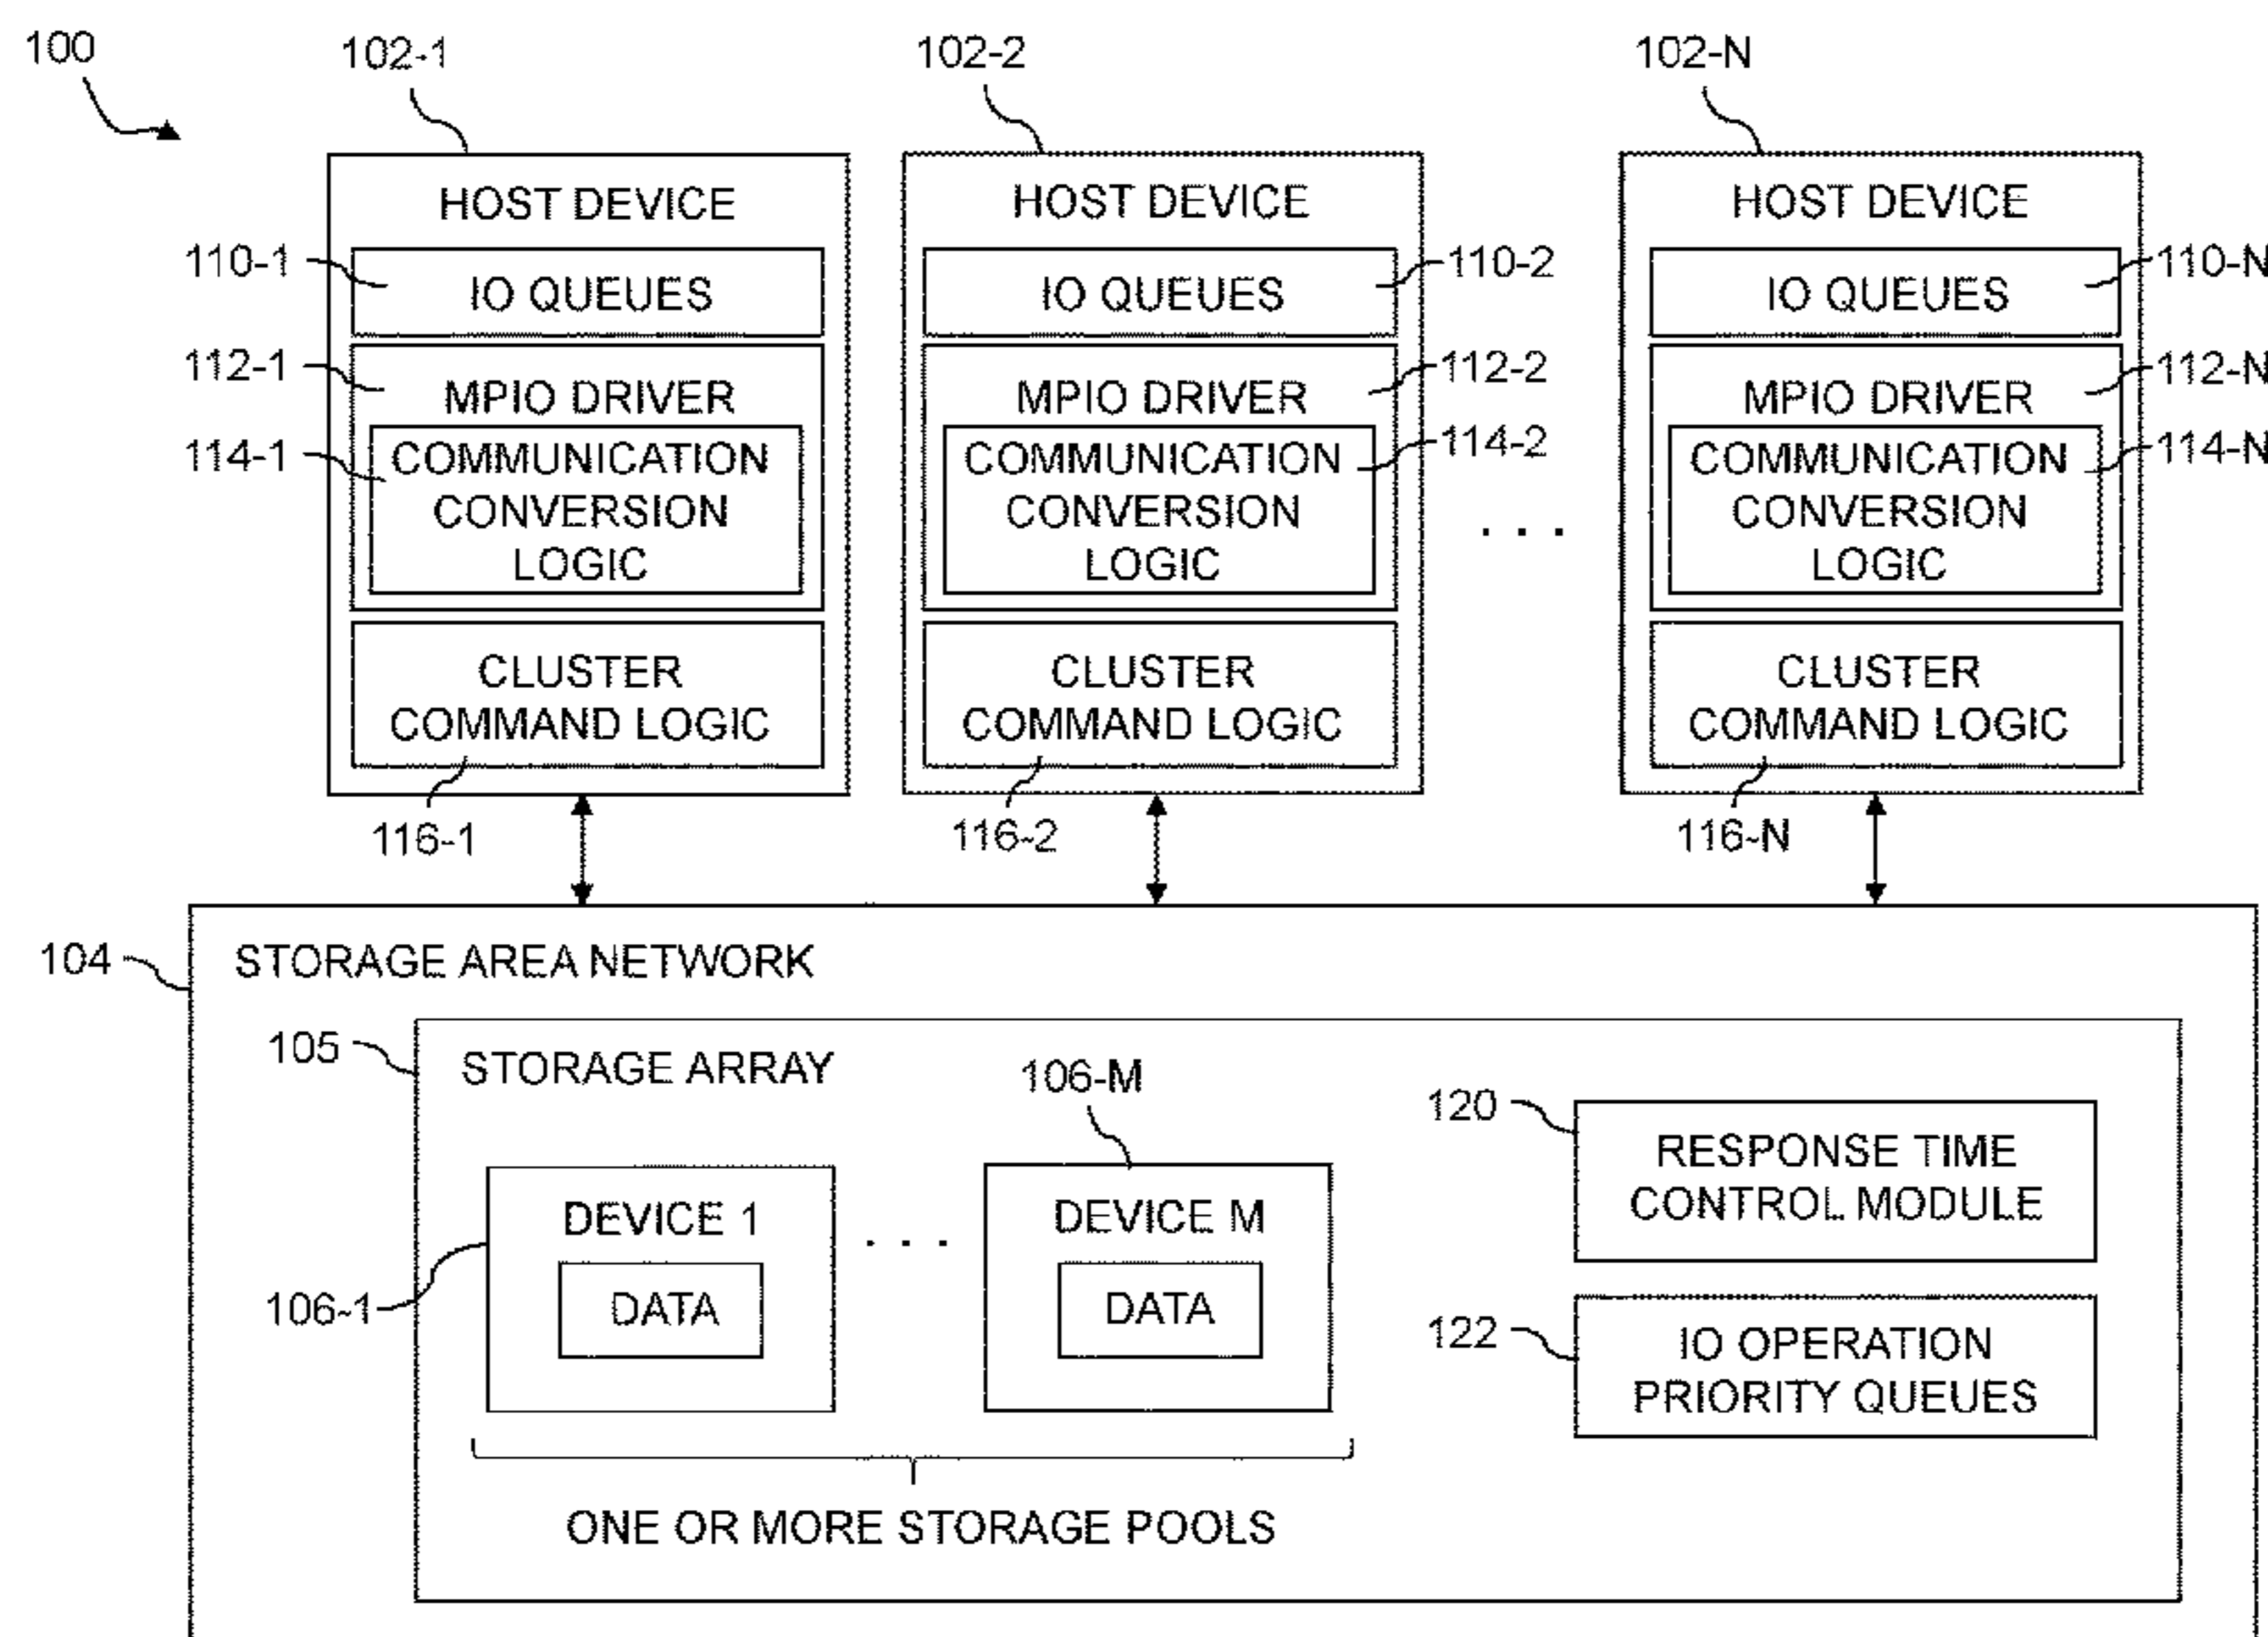 100
102-1
102-2
102-N
HOST DEVICE
110-1
IO QUEUES
112-1
MPIO DRIVER
114-1
COMMUNICATION
CONVERSION
LOGIC
CLUSTER
COMMAND LOGIC
116-1
HOST DEVICE
IO QUEUES
110-2
MPIO DRIVER
112-2
COMMUNICATION
CONVERSION
LOGIC
114-2
CLUSTER
COMMAND LOGIC
116-2
. . .
HOST DEVICE
IO QUEUES
110-N
MPIO DRIVER
112-N
COMMUNICATION
CONVERSION
LOGIC
114-N
CLUSTER
COMMAND LOGIC
116-N
104
STORAGE AREA NETWORK
105
STORAGE ARRAY
106-M
DEVICE 1
DATA
106-1
. . .
DEVICE M
DATA
ONE OR MORE STORAGE POOLS
120
RESPONSE TIME
CONTROL MODULE
122
IO OPERATION
PRIORITY QUEUES